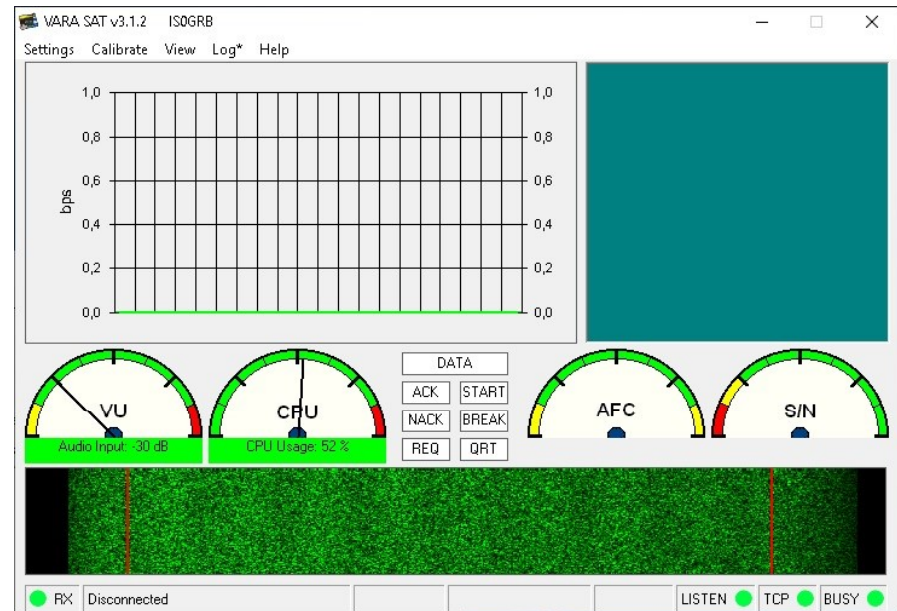 VARA SAT v3.1.2 IS0GRB
Settings Calibrate View Log* Help
1,0 1,0
0,8 0,8
0,6 0,6
bps
0,4 0,4
0,2 0,2
0,0 0,0
VU
Audio Input: -30 dB
CPU
CPU Usage: 52 %
DATA
ACK START
NACK BREAK
REQ QRT
AFC
S/N
RX Disconnected LISTEN TCP BUSY